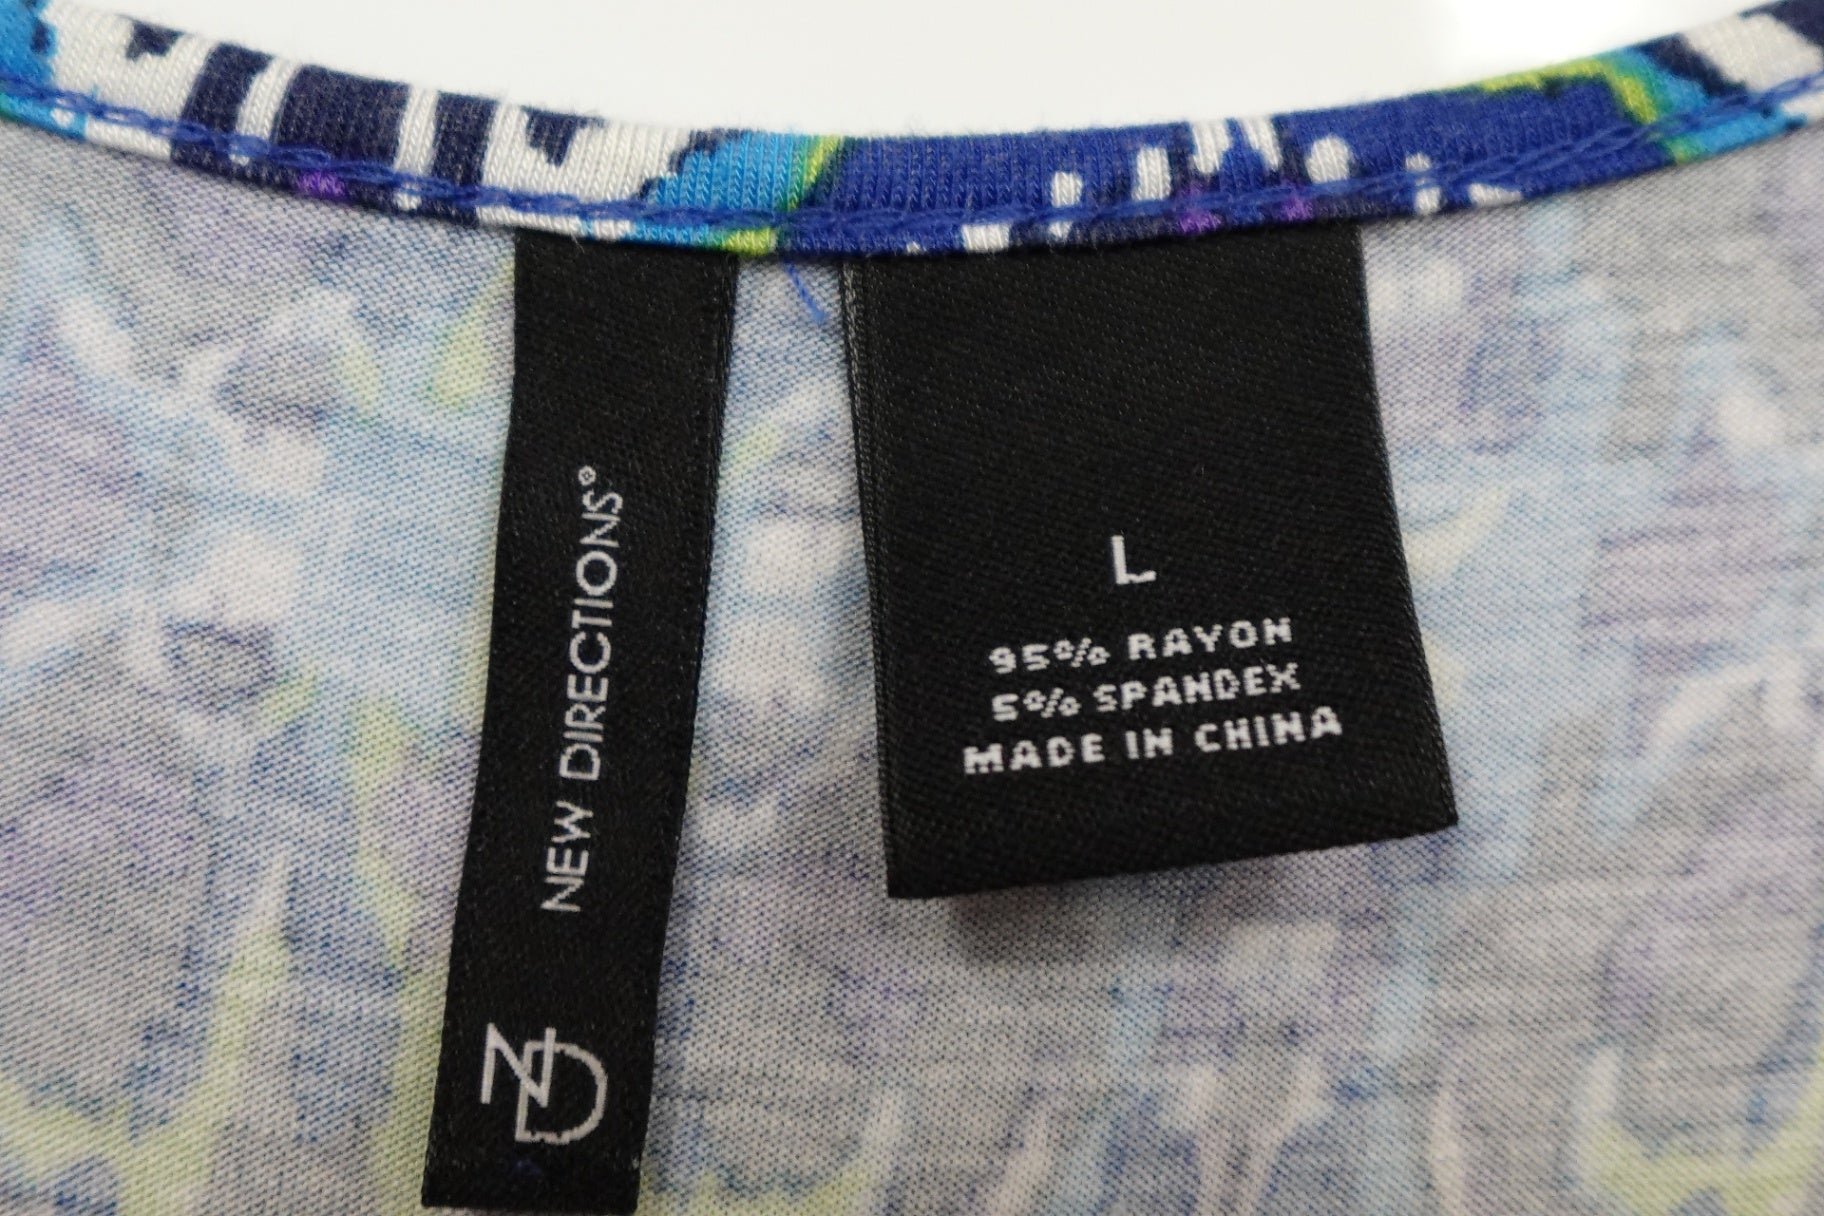 NEW DIRECTIONS®
ND
L
95% RAYON
5% SPANDEX
MADE IN CHINA